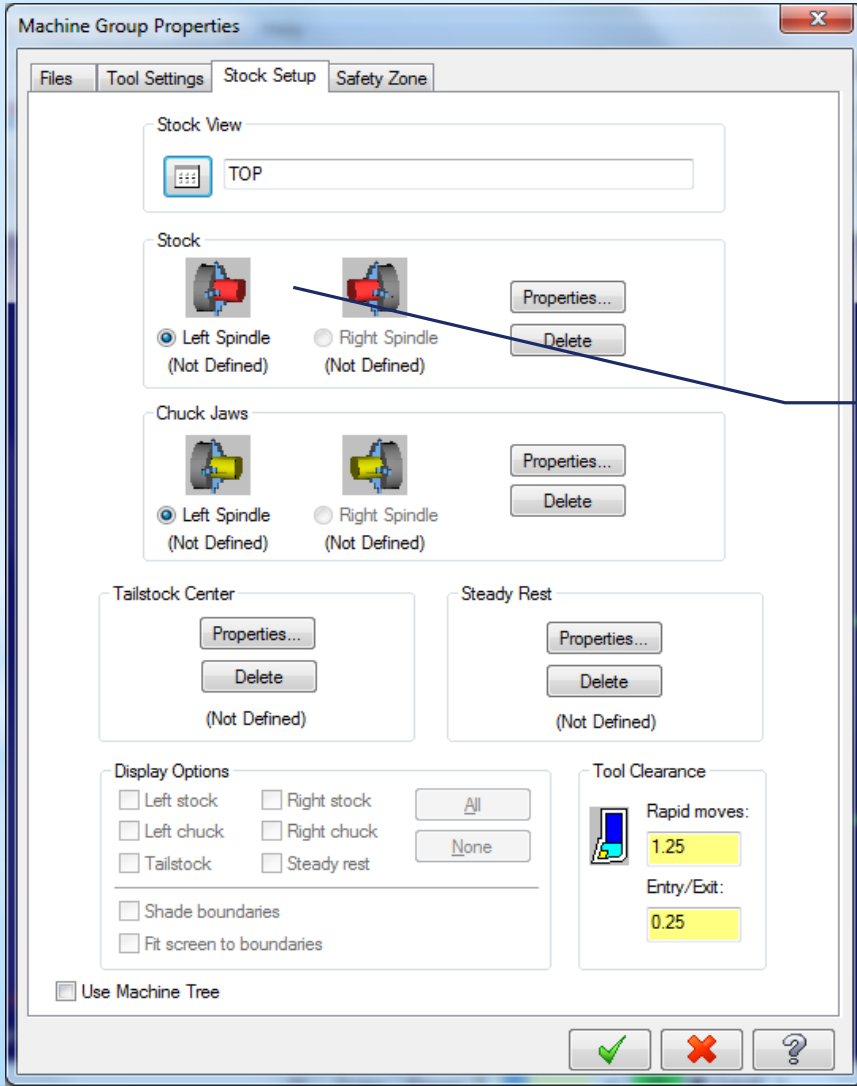 Machine Group Properties
Files Tool Settings Stock Setup Safety Zone
Stock View
TOP
Stock
Left Spindle Right Spindle
(Not Defined) (Not Defined)
Properties...
Delete
Chuck Jaws
Left Spindle Right Spindle
(Not Defined) (Not Defined)
Properties...
Delete
Tailstock Center
Properties...
Delete
(Not Defined)
Steady Rest
Properties...
Delete
(Not Defined)
Display Options
Left stock Right stock All
Left chuck Right chuck None
Tailstock Steady rest
Shade boundaries
Fit screen to boundaries
Tool Clearance
Rapid moves:
1.25
Entry/Exit:
0.25
Use Machine Tree